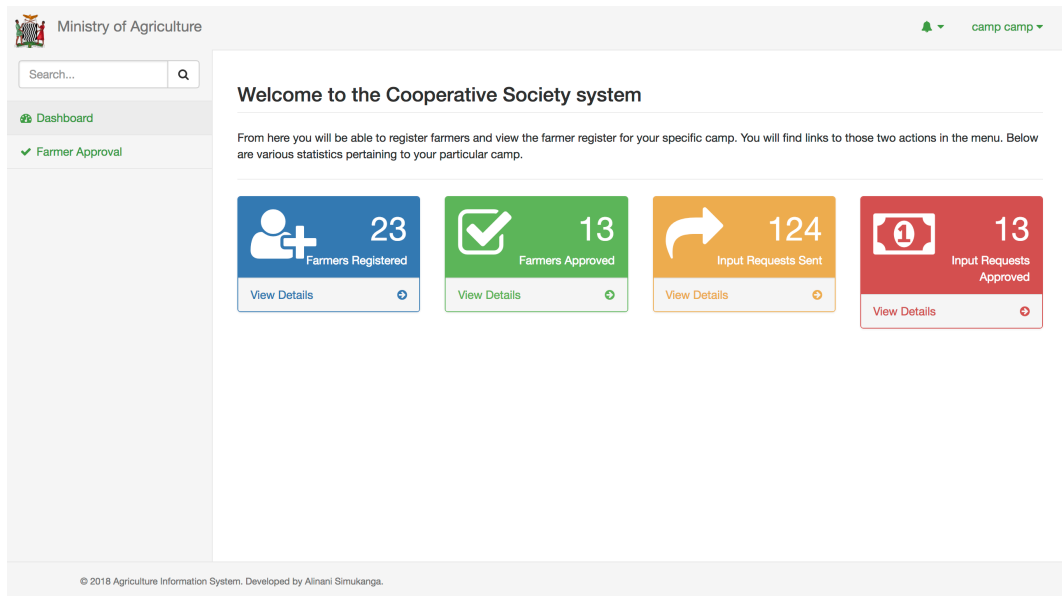 Ministry of Agriculture
camp camp
Search...
Dashboard
Farmer Approval
Welcome to the Cooperative Society system
From here you will be able to register farmers and view the farmer register for your specific camp. You will find links to those two actions in the menu. Below
are various statistics pertaining to your particular camp.
23
Farmers Registered
View Details
13
Farmers Approved
View Details
124
Input Requests Sent
View Details
1
13
Input Requests
Approved
View Details
© 2018 Agriculture Information System. Developed by Alinani Simukanga.